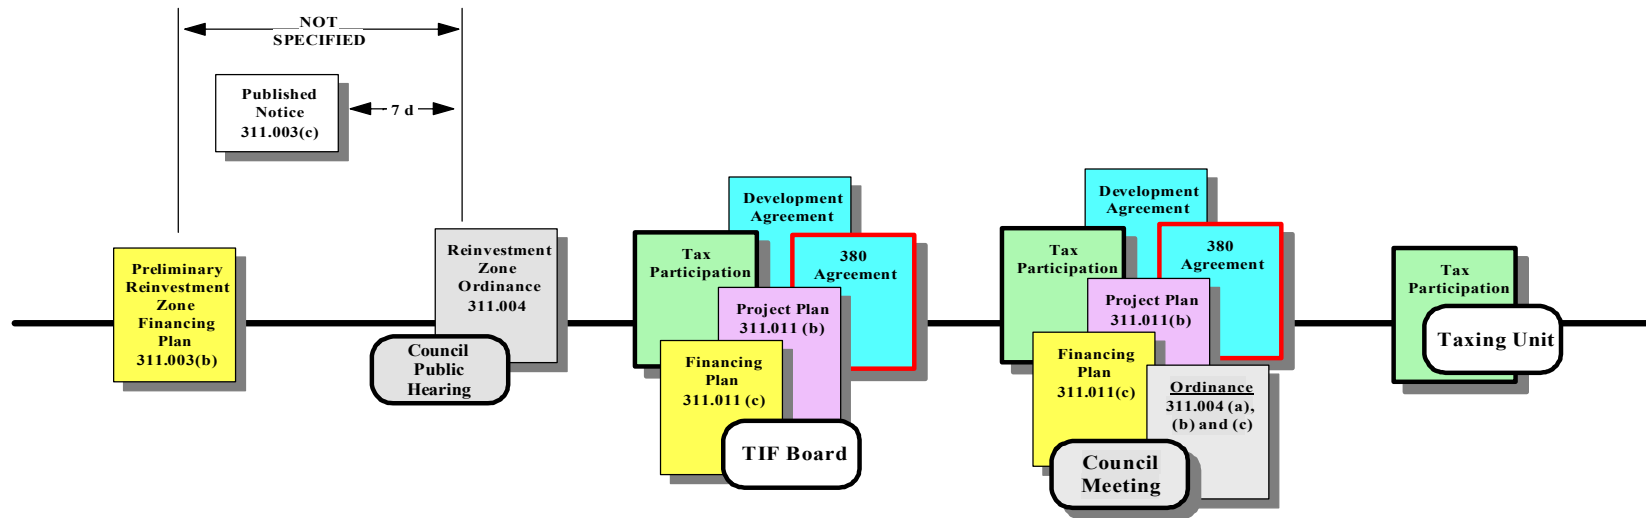 NOT
SPECIFIED
Published
Notice
311.003(c)
7 d
Preliminary
Reinvestment
Zone
Financing
Plan
311.003(b)
Reinvestment
Zone
Ordinance
311.004
Council
Public
Hearing
Development
Agreement
Tax
Participation
380
Agreement
Project Plan
311.011 (b)
Financing
Plan
311.011 (c)
TIF Board
Development
Agreement
Tax
Participation
380
Agreement
Project Plan
311.011(b)
Financing
Plan
311.011(c)
Ordinance
311.004 (a),
(b) and (c)
Council
Meeting
Tax
Participation
Taxing Unit